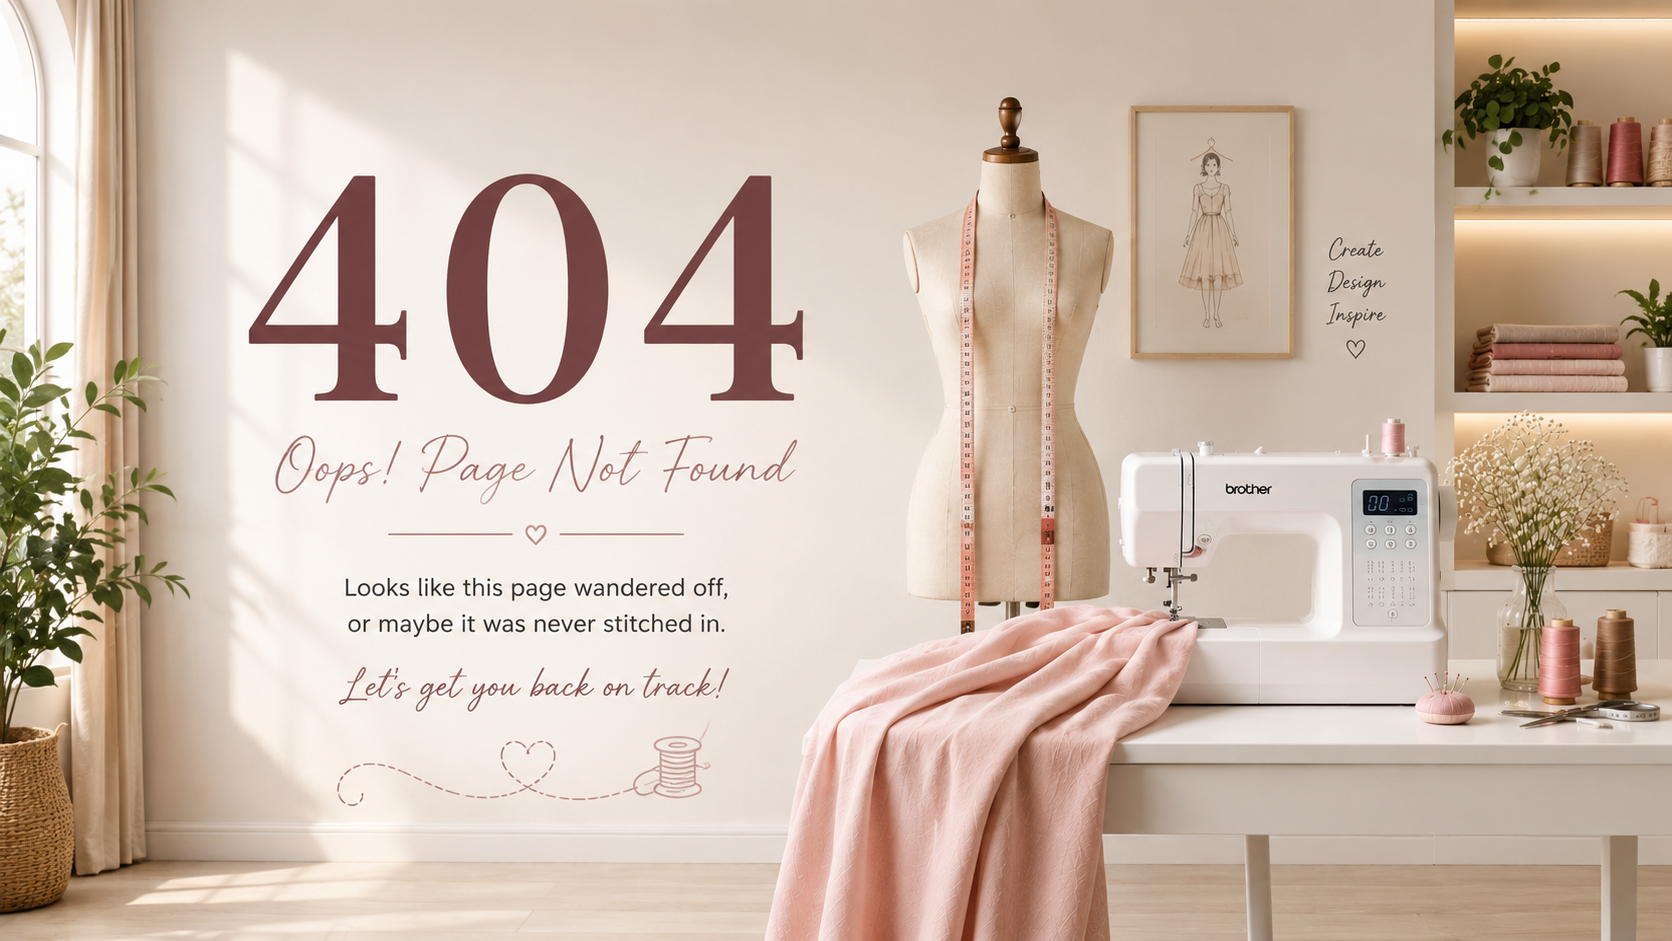 404
Oops! Page Not Found
Looks like this page wandered off,
or maybe it was never stitched in.
Let's get you back on track!
Create
Design
Inspire
brother
00